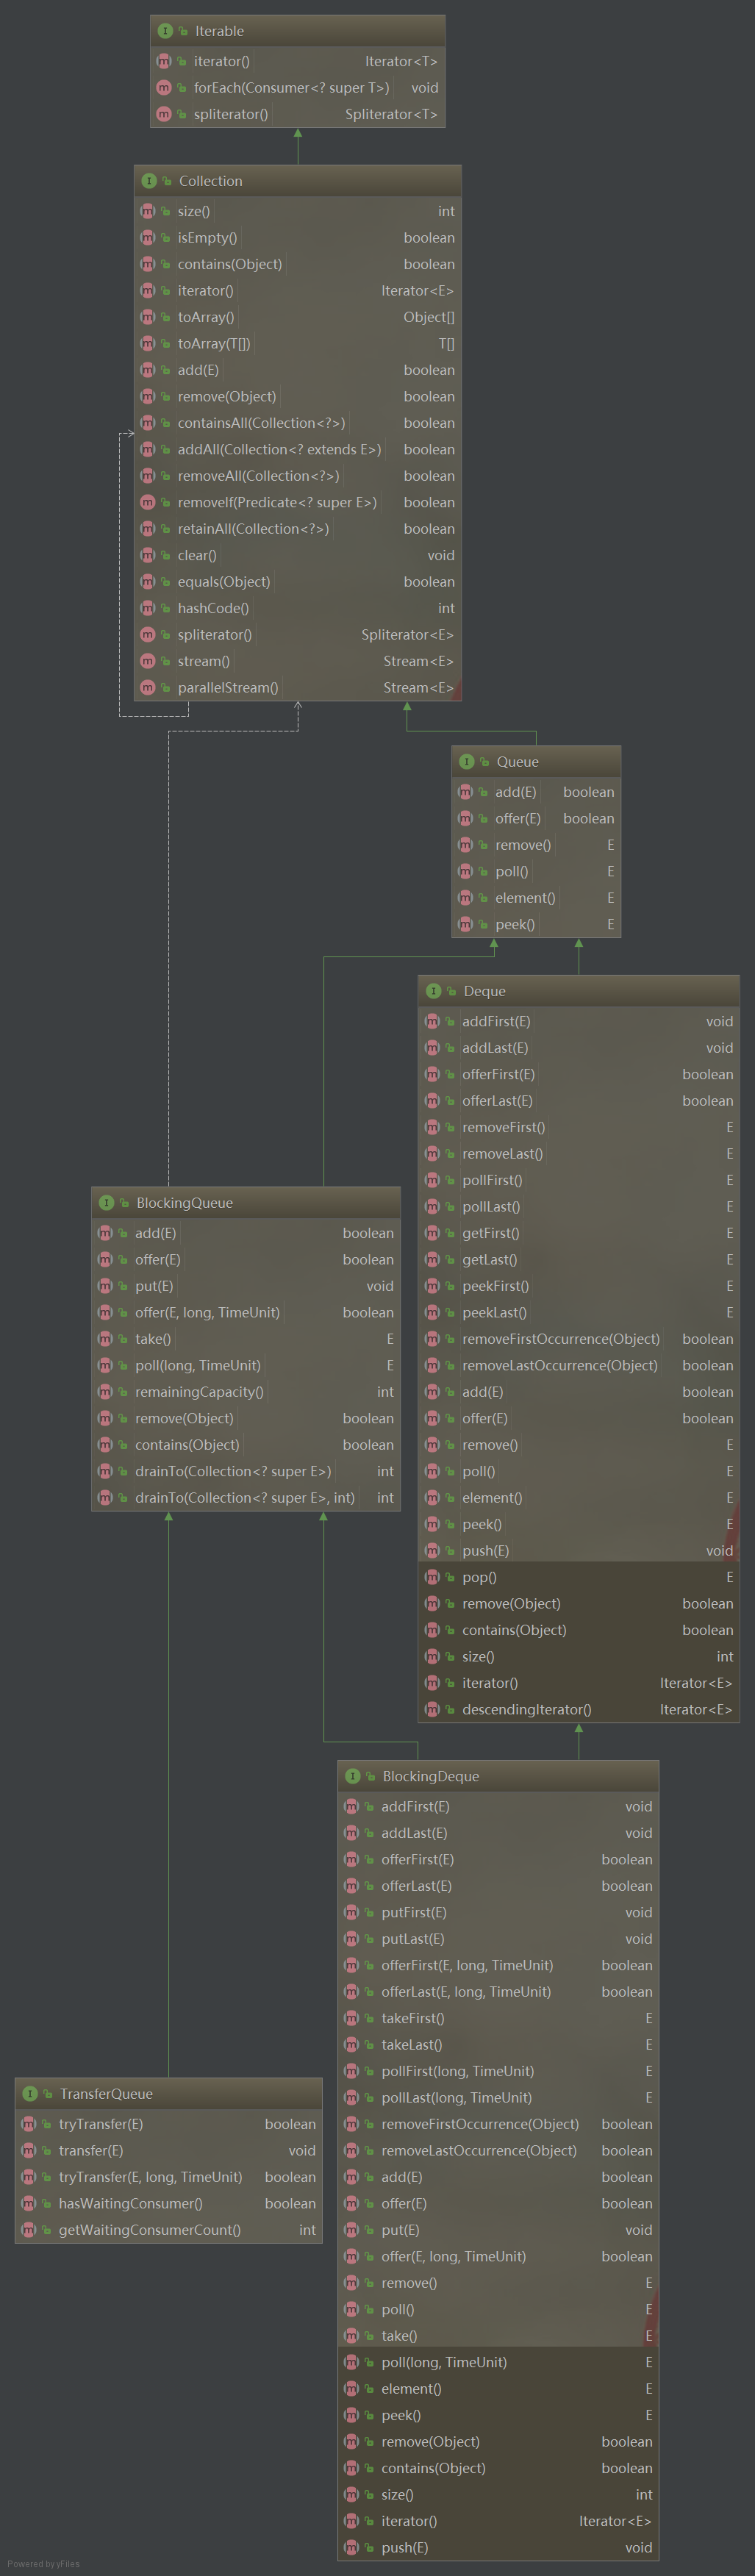 Iterable
iterator() Iterator<T>
forEach(Consumer<? super T>) void
spliterator() Spliterator<T>
Collection
size() int
isEmpty() boolean
contains(Object) boolean
iterator() Iterator<E>
toArray() Object[]
toArray(T[]) T[]
add(E) boolean
remove(Object) boolean
containsAll(Collection<?>) boolean
addAll(Collection<? extends E>) boolean
removeAll(Collection<?>) boolean
removeIf(Predicate<? super E>) boolean
retainAll(Collection<?>) boolean
clear() void
equals(Object) boolean
hashCode() int
spliterator() Spliterator<E>
stream() Stream<E>
parallelStream() Stream<E>
Queue
add(E) boolean
offer(E) boolean
remove() E
poll() E
element() E
peek() E
Deque
addFirst(E) void
addLast(E) void
offerFirst(E) boolean
offerLast(E) boolean
removeFirst() E
removeLast() E
pollFirst() E
pollLast() E
getFirst() E
getLast() E
peekFirst() E
peekLast() E
removeFirstOccurrence(Object) boolean
removeLastOccurrence(Object) boolean
add(E) boolean
offer(E) boolean
remove() E
poll() E
element() E
peek() E
push(E) void
pop() E
remove(Object) boolean
contains(Object) boolean
size() int
iterator() Iterator<E>
descendingIterator() Iterator<E>
BlockingQueue
add(E) boolean
offer(E) boolean
put(E) void
offer(E, long, TimeUnit) boolean
take() E
poll(long, TimeUnit) E
remainingCapacity() int
remove(Object) boolean
contains(Object) boolean
drainTo(Collection<? super E>) int
drainTo(Collection<? super E>, int) int
BlockingDeque
addFirst(E) void
addLast(E) void
offerFirst(E) boolean
offerLast(E) boolean
putFirst(E) void
putLast(E) void
offerFirst(E, long, TimeUnit) boolean
offerLast(E, long, TimeUnit) boolean
takeFirst() E
takeLast() E
pollFirst(long, TimeUnit) E
pollLast(long, TimeUnit) E
removeFirstOccurrence(Object) boolean
removeLastOccurrence(Object) boolean
add(E) boolean
offer(E) boolean
put(E) void
offer(E, long, TimeUnit) boolean
remove() E
poll() E
take() E
poll(long, TimeUnit) E
element() E
peek() E
remove(Object) boolean
contains(Object) boolean
size() int
iterator() Iterator<E>
push(E) void
TransferQueue
tryTransfer(E) boolean
transfer(E) void
tryTransfer(E, long, TimeUnit) boolean
hasWaitingConsumer() boolean
getWaitingConsumerCount() int
Powered by yFiles